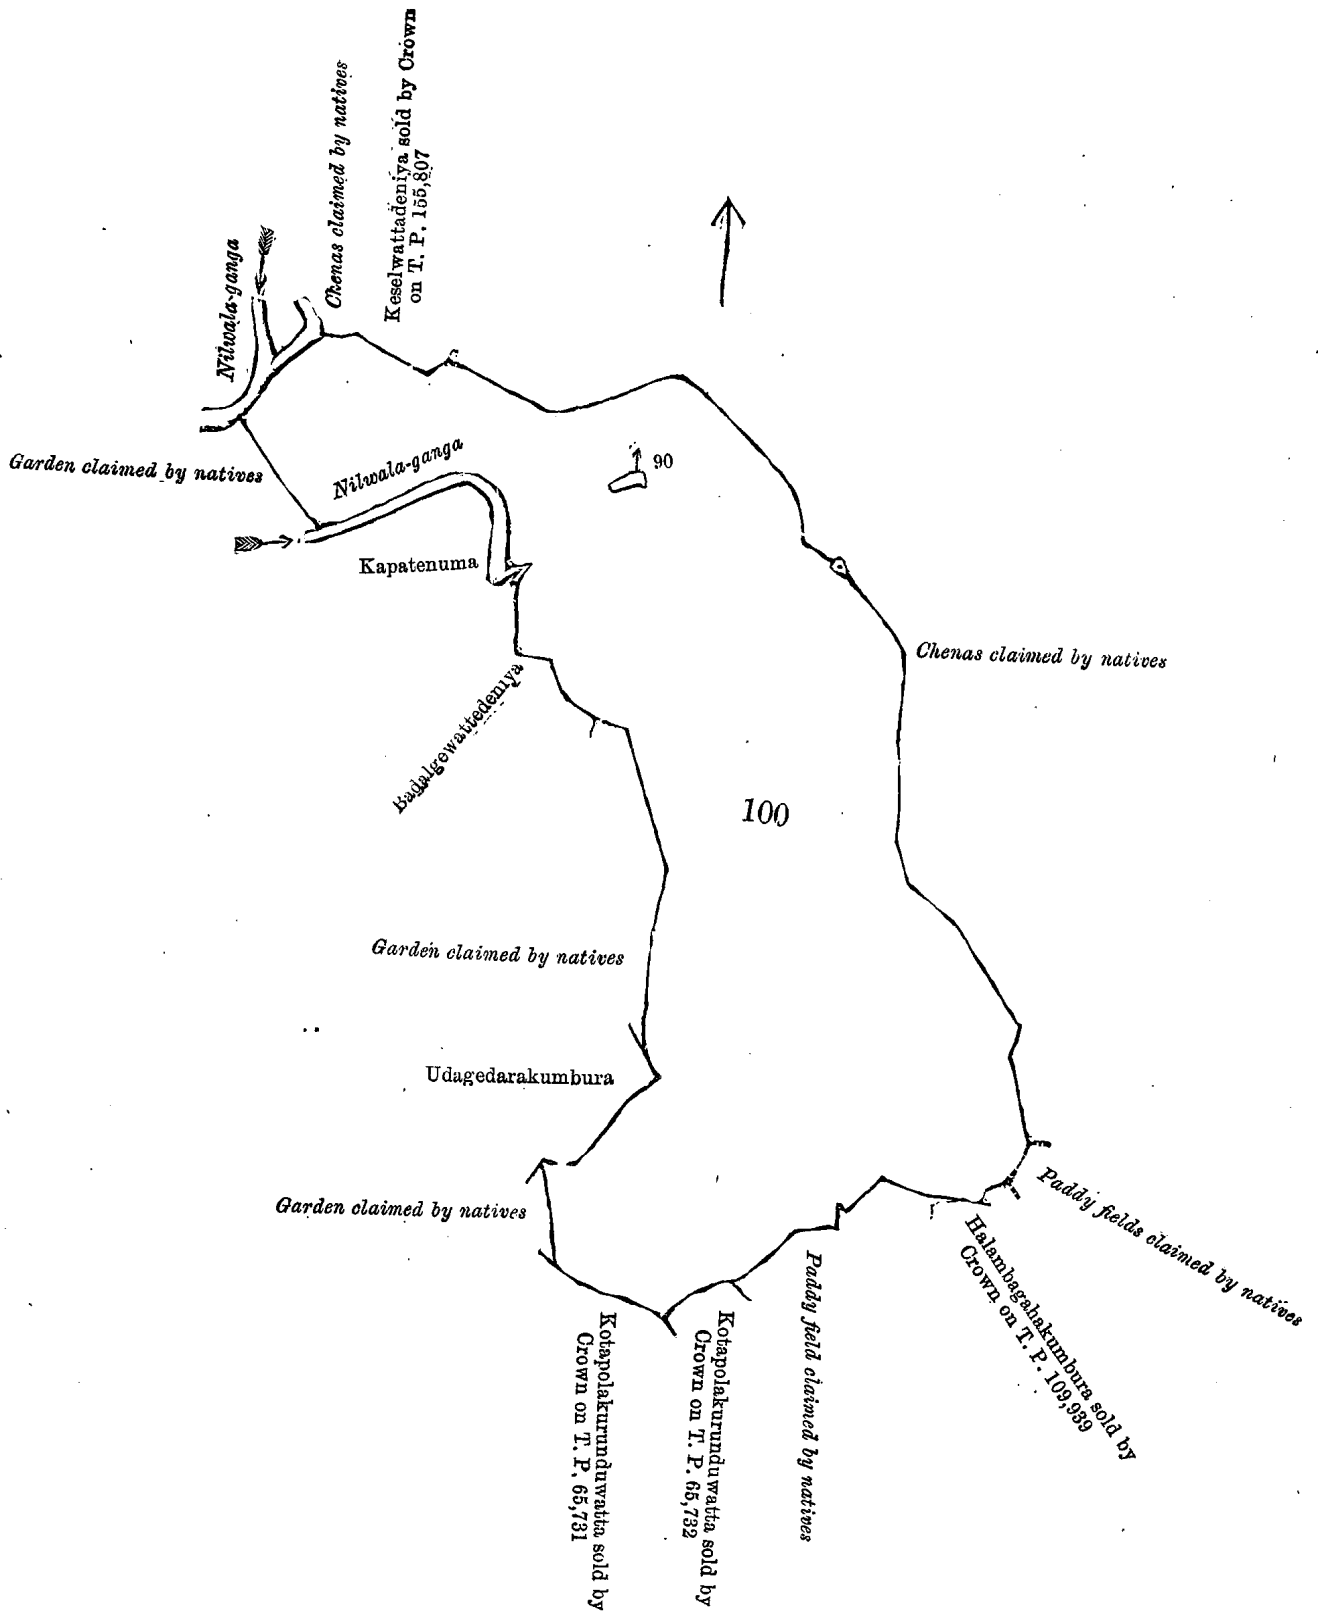 Chenas claimed by natives
Keselwattadeniya sold by Crown
on T. P. 155,807
Nilwala-ganga
Garden claimed by natives
Nilwala-ganga
90
Kapatenuma
Chenas claimed by natives
Badalgewattedeniya
100
Garden claimed by natives
Udagedarakumbura
Garden claimed by natives
Paddy fields claimed by natives
Halambagahakumbura sold by
Crown on T. P. 109,939
Paddy field claimed by natives
Kotapolakurunduwatta sold by
Crown on T. P. 65,732
Kotapolakurunduwatta sold by
Crown on T. P. 65,731